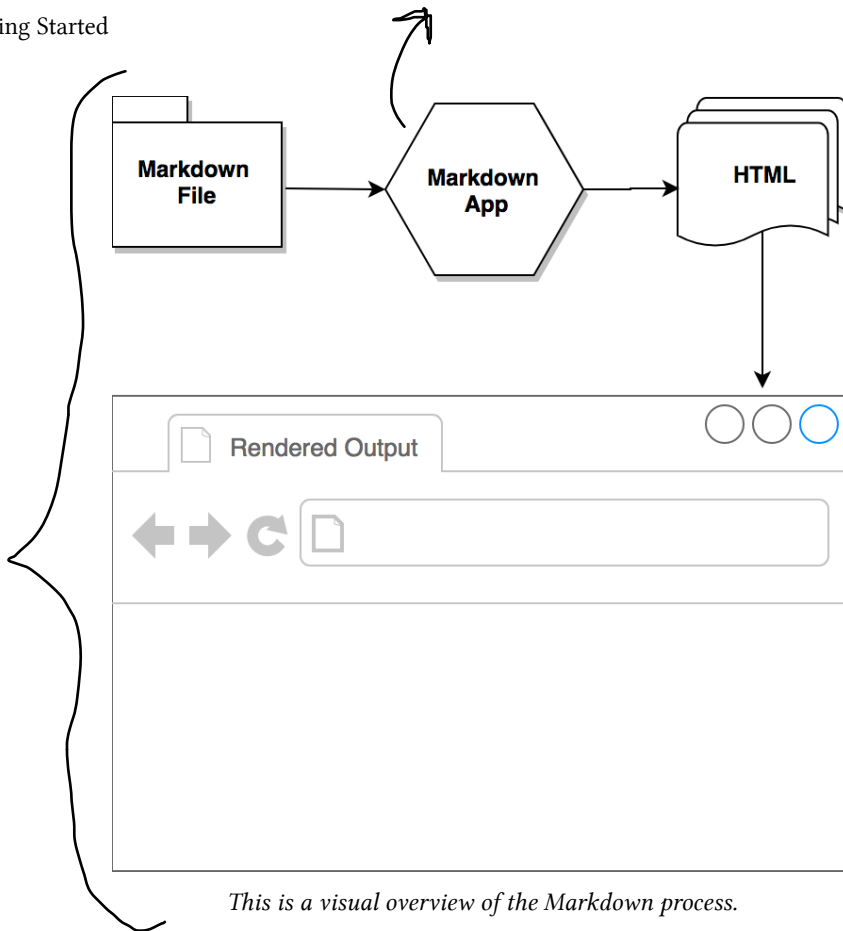 ing Started
Markdown
File
Markdown
App
HTML
Rendered Output
This is a visual overview of the Markdown process.